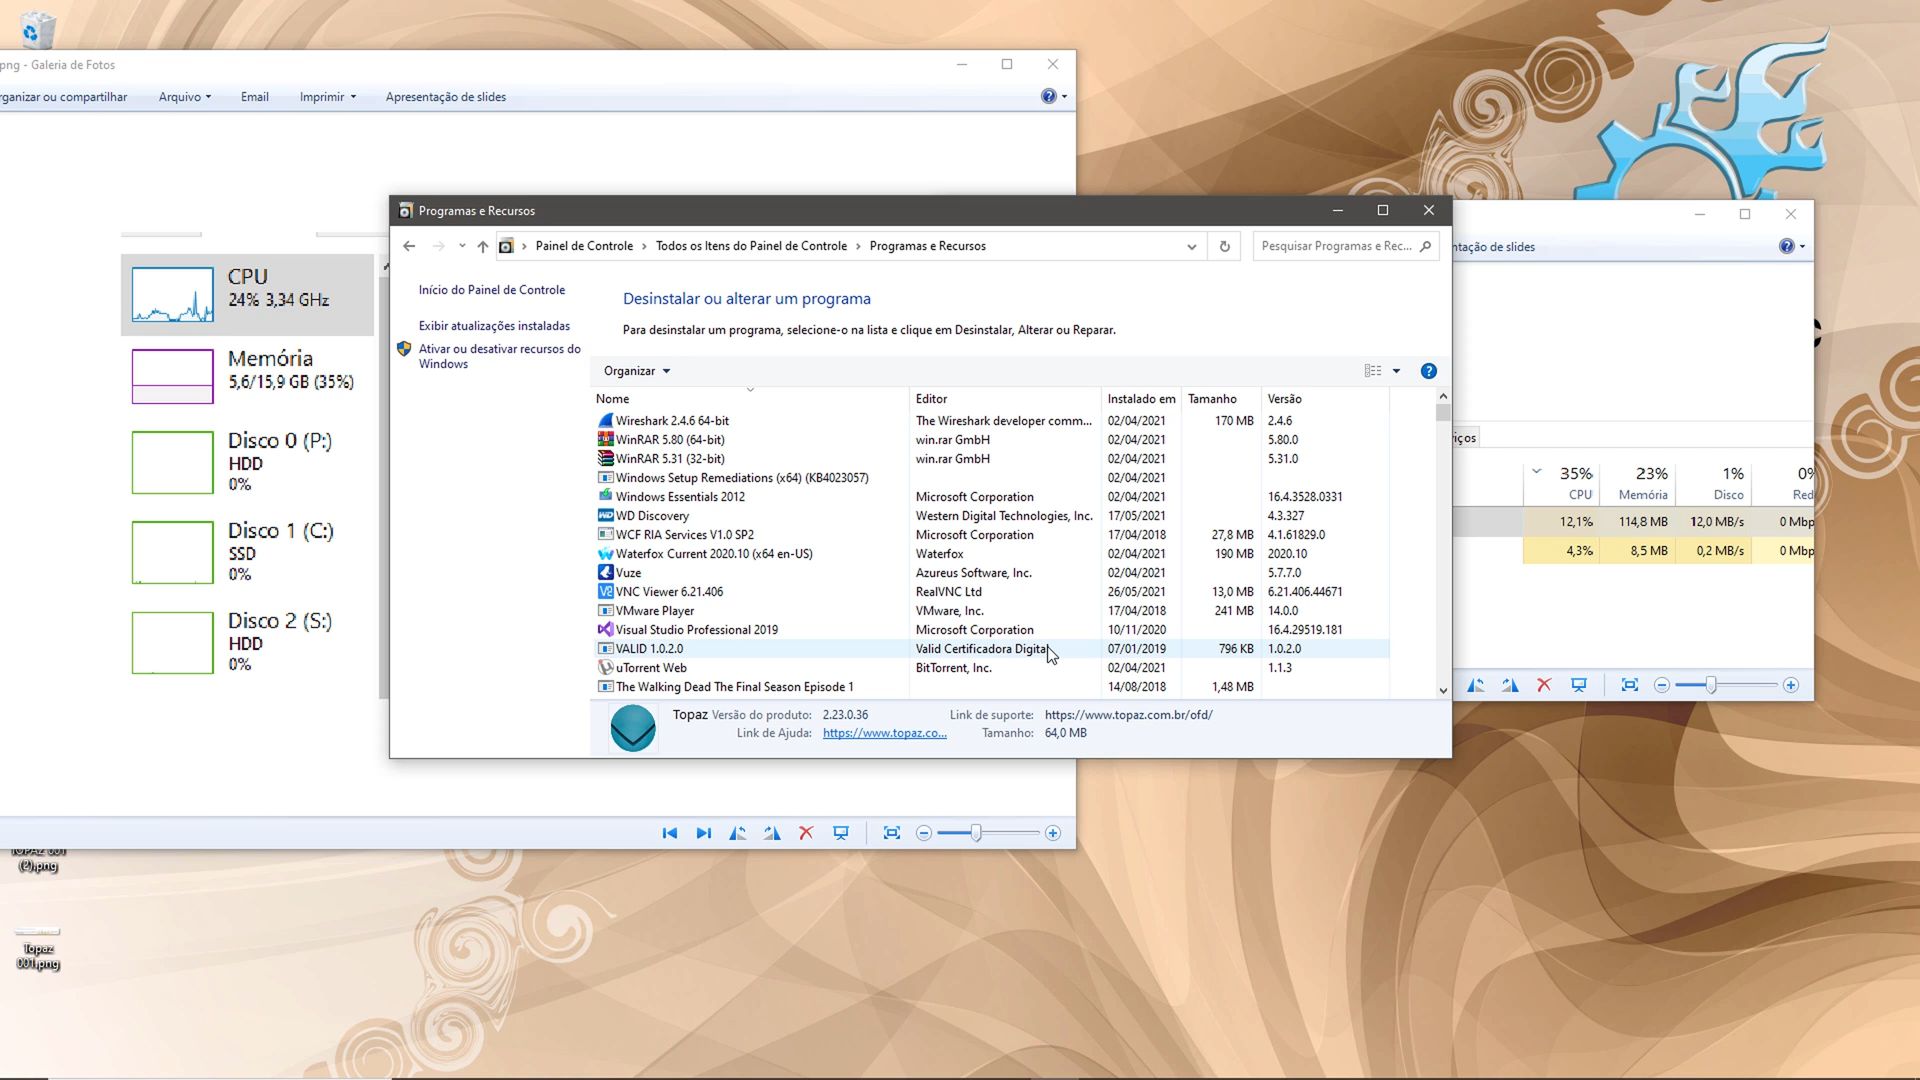 png - Galeria de Fotos
rganizar ou compartilhar Arquivo Email Imprimir Apresentação de slides
CPU
24% 3,34 GHz
Memória
5,6/15,9 GB (35%)
Disco 0 (P:)
HDD
0%
Disco 1 (C:)
SSD
0%
Disco 2 (S:)
HDD
0%
Programas e Recursos
Painel de Controle Todos os Itens do Painel de Controle Programas e Recursos
Pesquisar Programas e Rec...
Início do Painel de Controle
Exibir atualizações instaladas
Ativar ou desativar recursos do
Windows
Desinstalar ou alterar um programa
Para desinstalar um programa, selecione-o na lista e clique em Desinstalar, Alterar ou Reparar.
Organizar
Nome Editor Instalado em Tamanho Versão
Wireshark 2.4.6 64-bit The Wireshark developer comm... 02/04/2021 170 MB 2.4.6
WinRAR 5.80 (64-bit) win.rar GmbH 02/04/2021 5.80.0
WinRAR 5.31 (32-bit) win.rar GmbH 02/04/2021 5.31.0
Windows Setup Remediations (x64) (KB4023057) 02/04/2021
Windows Essentials 2012 Microsoft Corporation 02/04/2021 16.4.3528.0331
WD Discovery Western Digital Technologies, Inc. 17/05/2021 4.3.327
WCF RIA Services V1.0 SP2 Microsoft Corporation 17/04/2018 27,8 MB 4.1.61829.0
Waterfox Current 2020.10 (x64 en-US) Waterfox 02/04/2021 190 MB 2020.10
Vuze Azureus Software, Inc. 02/04/2021 5.7.7.0
VNC Viewer 6.21.406 RealVNC Ltd 26/05/2021 13,0 MB 6.21.406.44671
VMware Player VMware, Inc. 17/04/2018 241 MB 14.0.0
Visual Studio Professional 2019 Microsoft Corporation 10/11/2020 16.4.29519.181
VALID 1.0.2.0 Valid Certificadora Digital 07/01/2019 796 KB 1.0.2.0
uTorrent Web BitTorrent, Inc. 02/04/2021 1.1.3
The Walking Dead The Final Season Episode 1 14/08/2018 1,48 MB
Topaz Versão do produto: 2.23.0.36 Link de suporte: https://www.topaz.com.br/ofd/
Link de Ajuda: https://www.topaz.co... Tamanho: 64,0 MB
ntação de slides
iços
35% 23% 1% 0%
CPU Memória Disco Red
12,1% 114,8 MB 12,0 MB/s 0 Mbp
4,3% 8,5 MB 0,2 MB/s 0 Mbp
TOPAZ 001
(2).png
Topaz
001.png